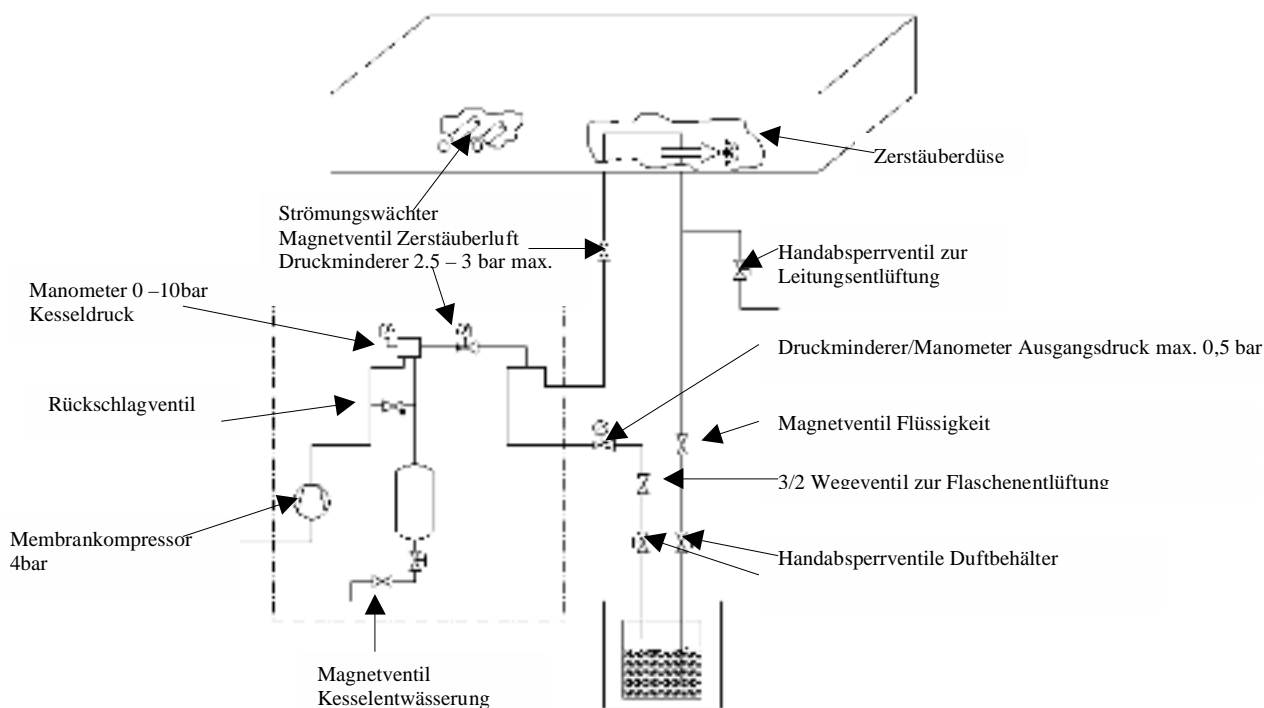 Zerstäuberdüse
Strömungswächter
Magnetventil Zerstäuberluft
Druckminderer 2.5 – 3 bar max.
Handabsperrventil zur
Leitungsentlüftung
Manometer 0 –10bar
Kesseldruck
Druckminderer/Manometer Ausgangsdruck max. 0,5 bar
Rückschlagventil
Magnetventil Flüssigkeit
3/2 Wegeventil zur Flaschenentlüftung
Membrankompressor
4bar
Handabsperrventile Duftbehälter
Magnetventil
Kesselentwässerung